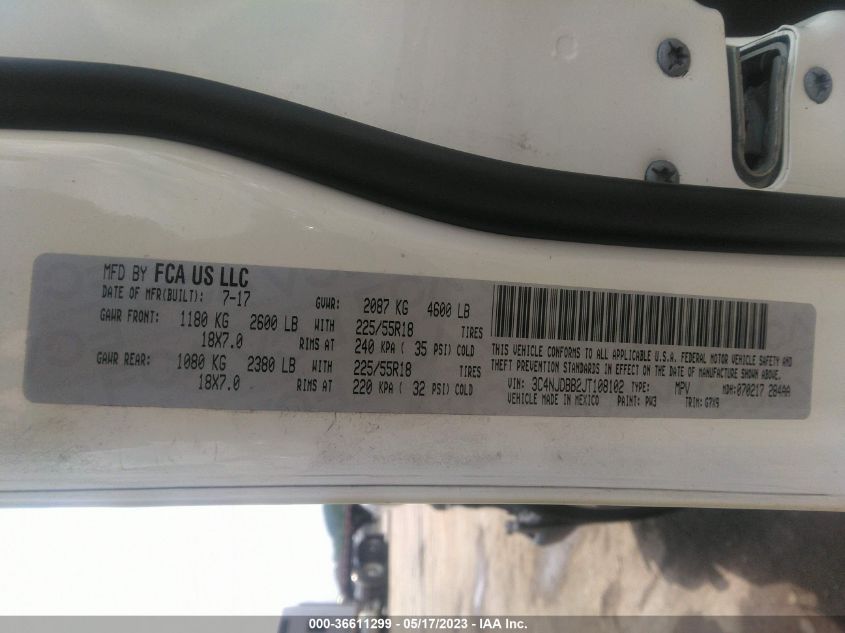 MFD BY FCA US LLC
DATE OF MFR(BUILT): 7-17 GVWR: 2087 KG 4600 LB
GAWR FRONT: 1180 KG 2600 LB WITH 225/55R18 TIRES
18X7.0 RIMS AT 240 KPA( 35 PSI) COLD
GAWR REAR: 1080 KG 2380 LB WITH 225/55R18 TIRES
18X7.0 RIMS AT 220 KPA( 32 PSI) COLD
THIS VEHICLE CONFORMS TO ALL APPLICABLE U.S.A. FEDERAL MOTOR VEHICLE SAFETY AND
THEFT PREVENTION STANDARDS IN EFFECT ON THE DATE OF MANUFACTURE SHOWN ABOVE.
VIN: 3C4NJDBB2JT108102 TYPE: MPV MDH:070217 284AA
VEHICLE MADE IN MEXICO PAINT: PW3 TRIM: G7X9
000-36611299 - 05/17/2023 - IAA Inc.